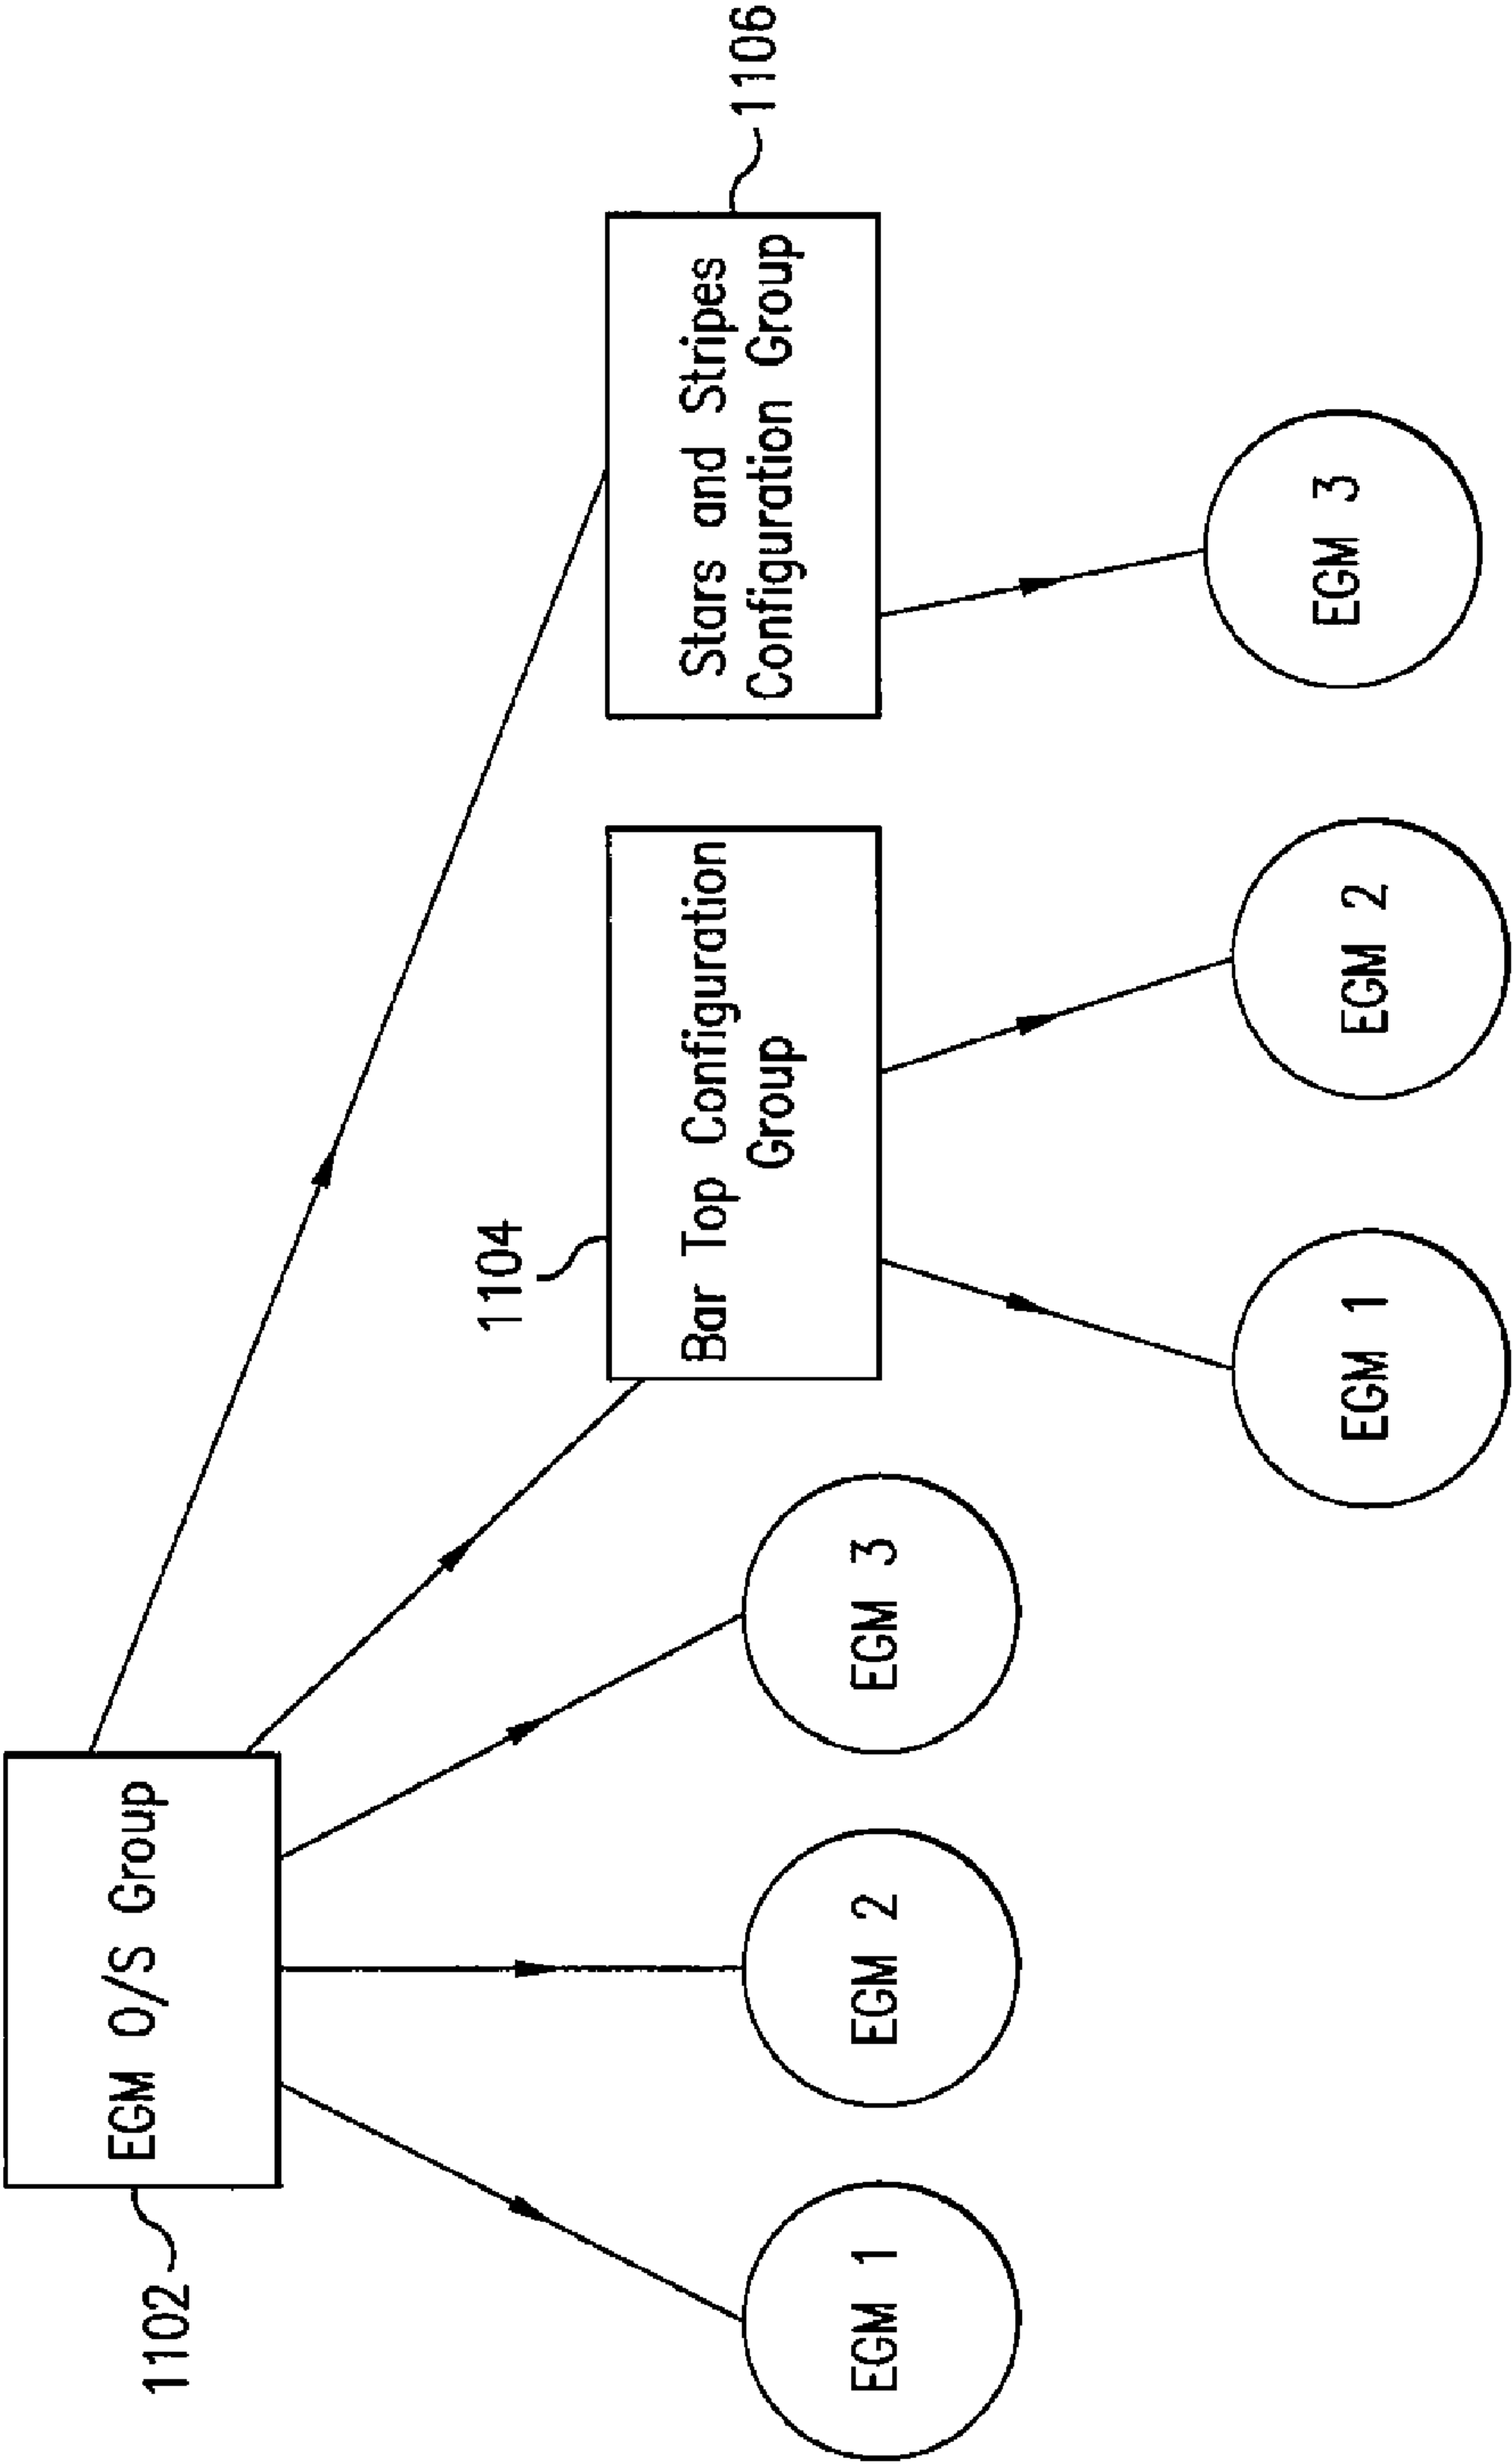 1102
EGM O/S Group
1104
1106
Bar Top Configuration
Group
Stars and Stripes
Configuration Group
EGM 1
EGM 2
EGM 3
EGM 1
EGM 2
EGM 3